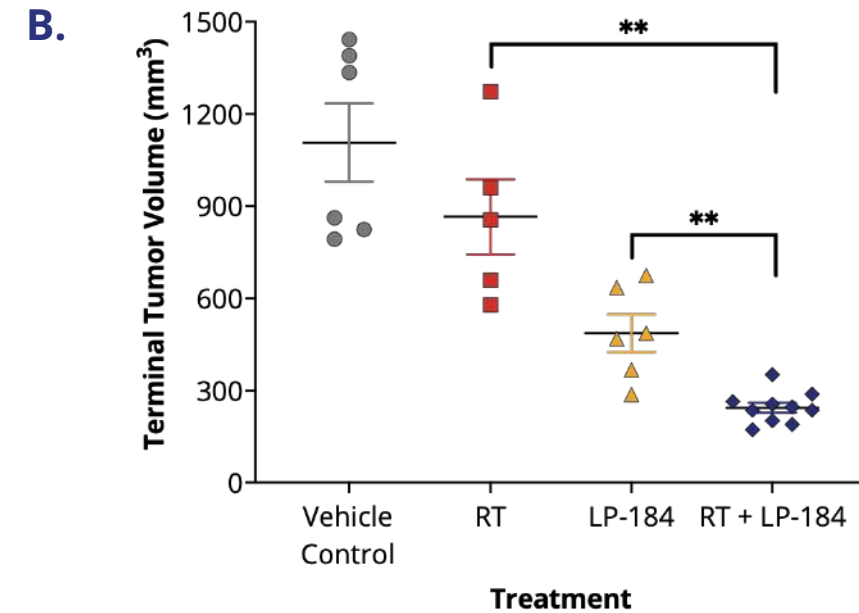 B.
Terminal Tumor Volume (mm³)
1500
1200
900
600
300
0
**
**
Vehicle Control
RT
LP-184
RT + LP-184
Treatment